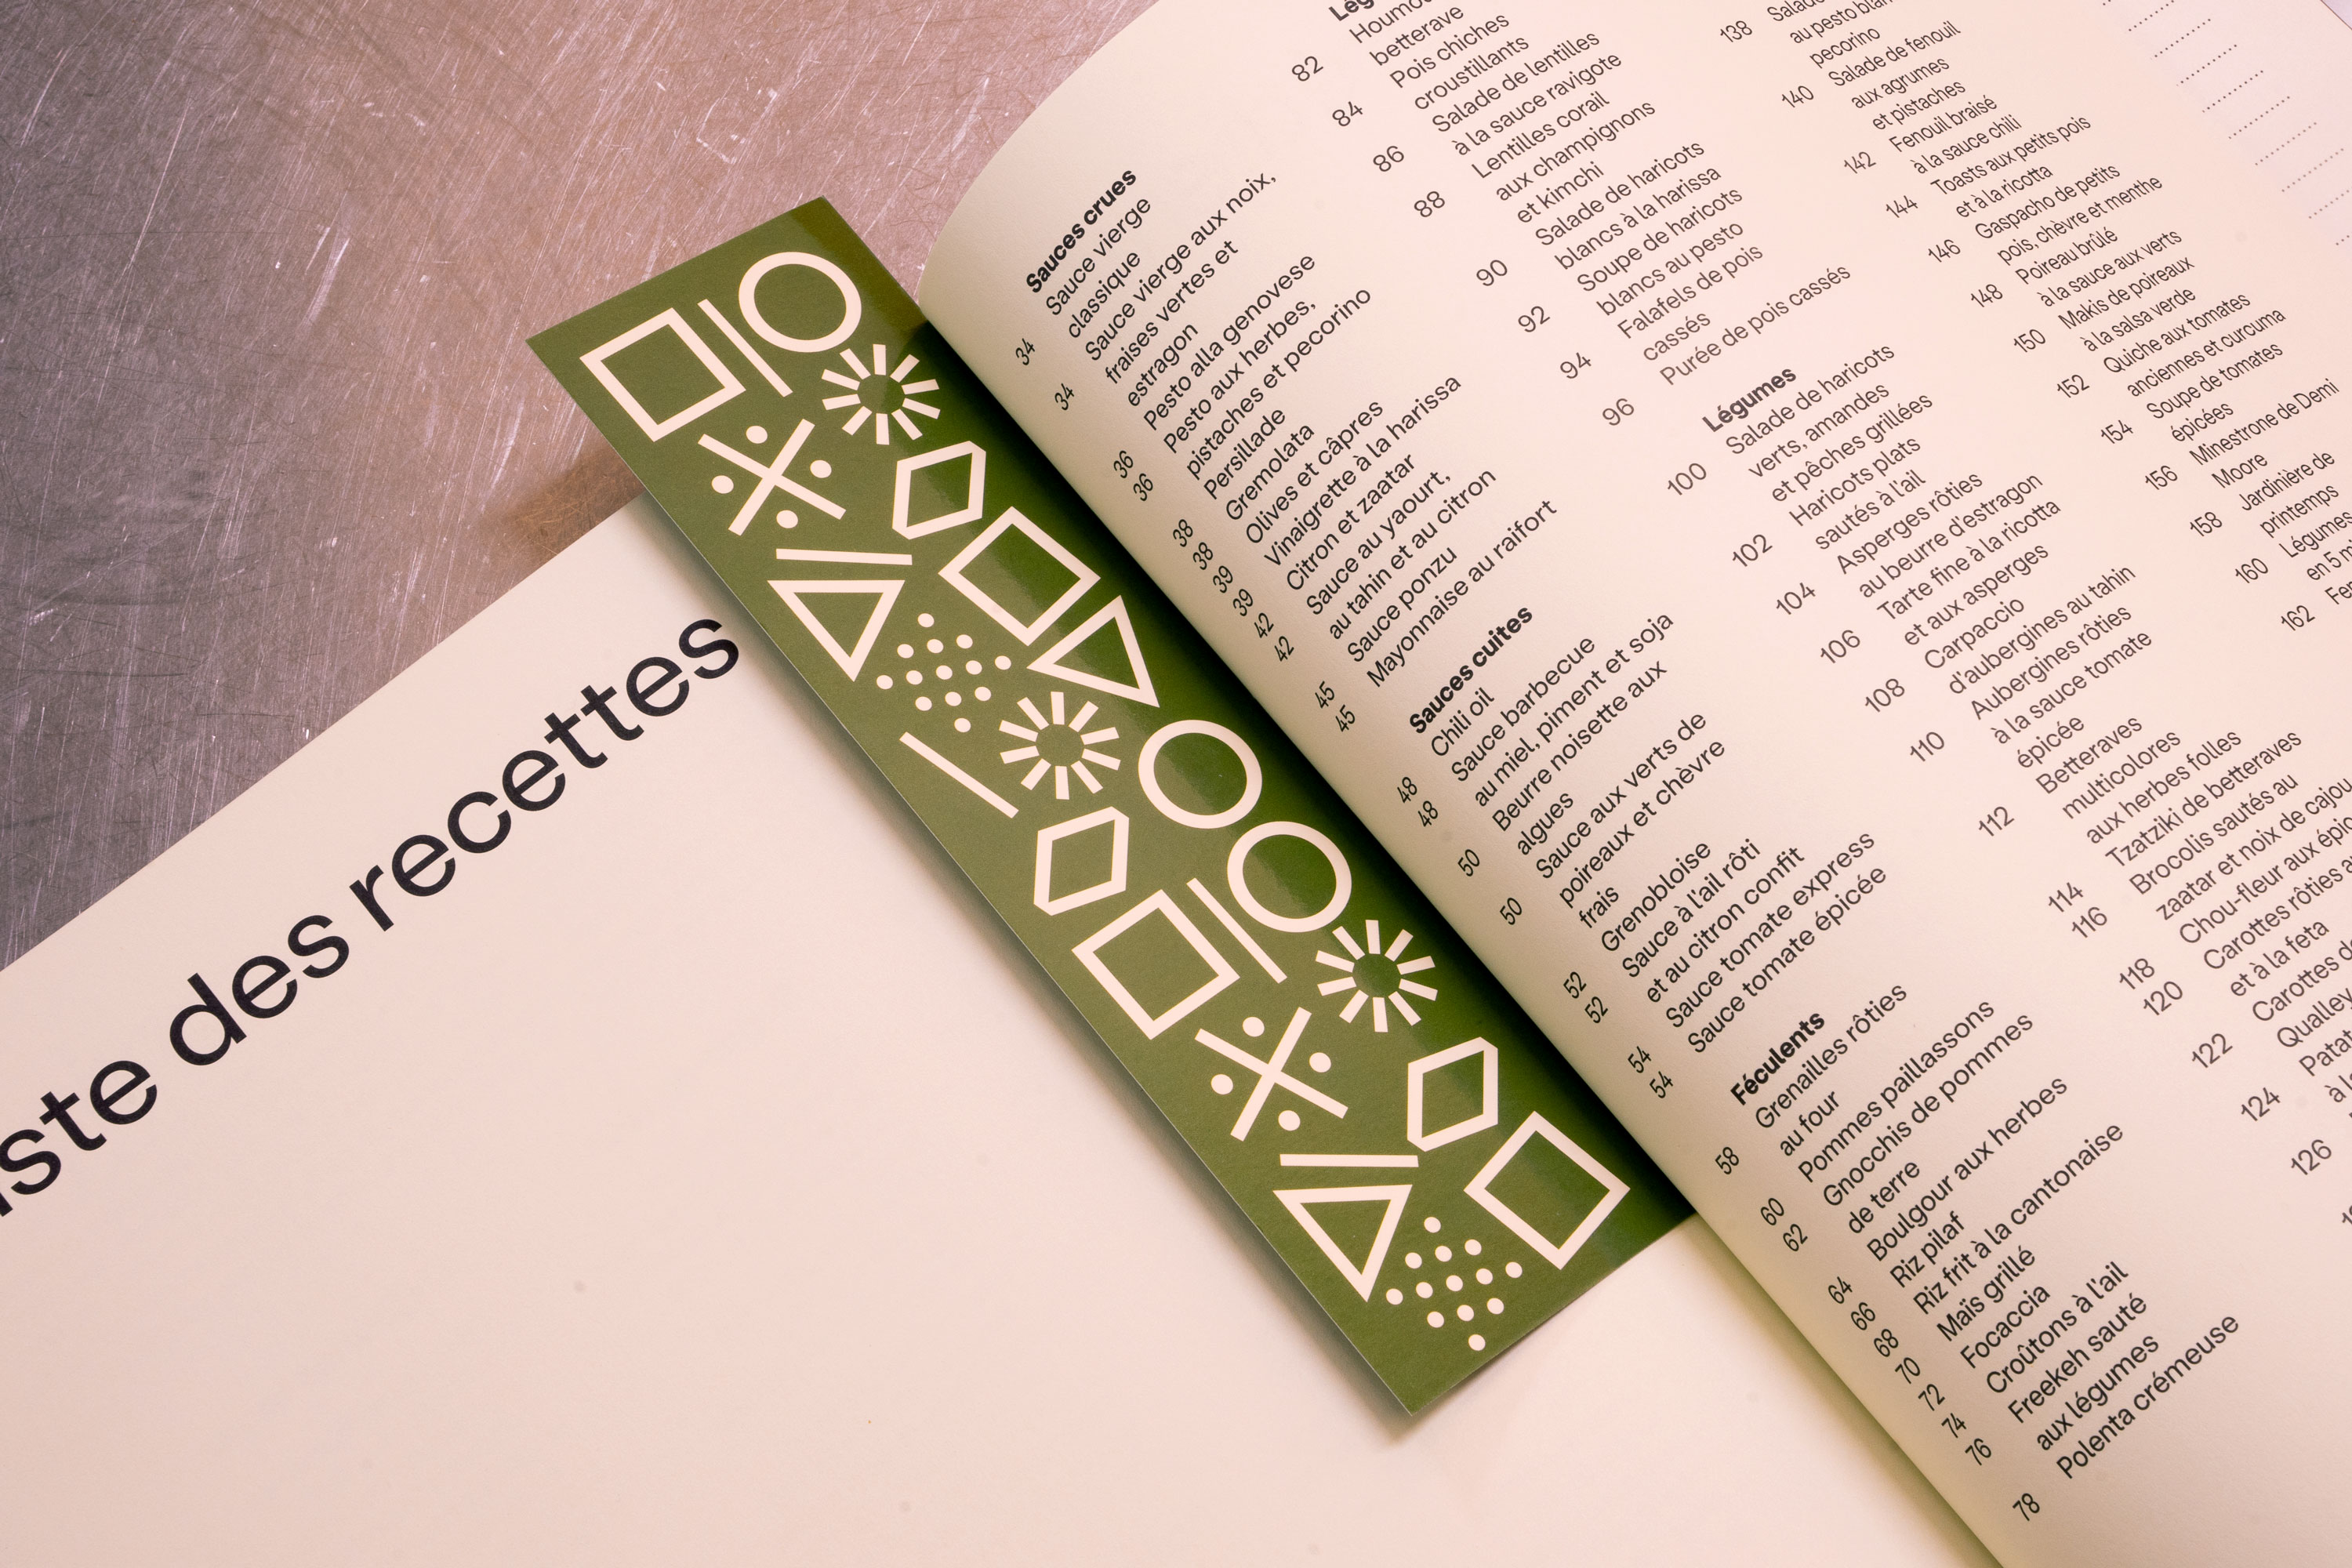 iste des recettes
Sauces crues
34 Sauce vierge
classique
34 Sauce vierge aux noix,
fraises vertes et
estragon
36 Pesto alla genovese
36 Pesto aux herbes,
pistaches et pecorino
38 Persillade
38 Gremolata
39 Olives et câpres
39 Vinaigrette à la harissa
42 Citron et zaatar
42 Sauce au yaourt,
au tahin et au citron
45 Sauce ponzu
45 Mayonnaise au raifort
Sauces cuites
48 Chili oil
48 Sauce barbecue
au miel, piment et soja
50 Beurre noisette aux
algues
50 Sauce aux verts de
poireaux et chèvre
frais
52 Grenobloise
52 Sauce à l'ail rôti
et au citron confit
54 Sauce tomate express
54 Sauce tomate épicée
Féculents
58 Grenailles rôties
au four
60 Pommes paillassons
62 Gnocchis de pommes
de terre
64 Boulgour aux herbes
66 Riz pilaf
68 Riz frit à la cantonaise
70 Maïs grillé
72 Focaccia
74 Croûtons à l'ail
76 Freekeh sauté
aux légumes
78 Polenta crémeuse
82
betterave
84 Pois chiches
croustillants
86 Salade de lentilles
à la sauce ravigote
88 Lentilles corail
aux champignons
et kimchi
90 Salade de haricots
blancs à la harissa
92 Soupe de haricots
blancs au pesto
94 Falafels de pois
cassés
96 Purée de pois cassés
Légumes
100 Salade de haricots
verts, amandes
et pêches grillées
102 Haricots plats
sautés à l'ail
104 Asperges rôties
au beurre d'estragon
106 Tarte fine à la ricotta
et aux asperges
108 Carpaccio
d'aubergines au tahin
110 Aubergines rôties
à la sauce tomate
épicée
112 Betteraves
multicolores
aux herbes folles
114 Tzatziki de betteraves
116 Brocolis sautés au
zaatar et noix de cajou
118 Chou-fleur aux
120 Carottes rôties
et à la feta
122 Carottes
Qualley
124
126
138 Salade
au pesto
pecorino
140 Salade de fenouil
aux agrumes
et pistaches
142 Fenouil braisé
à la sauce chili
144 Toasts aux petits pois
et à la ricotta
146 Gaspacho de petits
pois, chèvre et menthe
148 Poireau brûlé
à la sauce aux verts
150 Makis de poireaux
à la salsa verde
152 Quiche aux tomates
anciennes et curcuma
154 Soupe de tomates
épicées
156 Minestrone de Demi
Moore
158 Jardinière de
printemps
160 Légumes
en 5
162